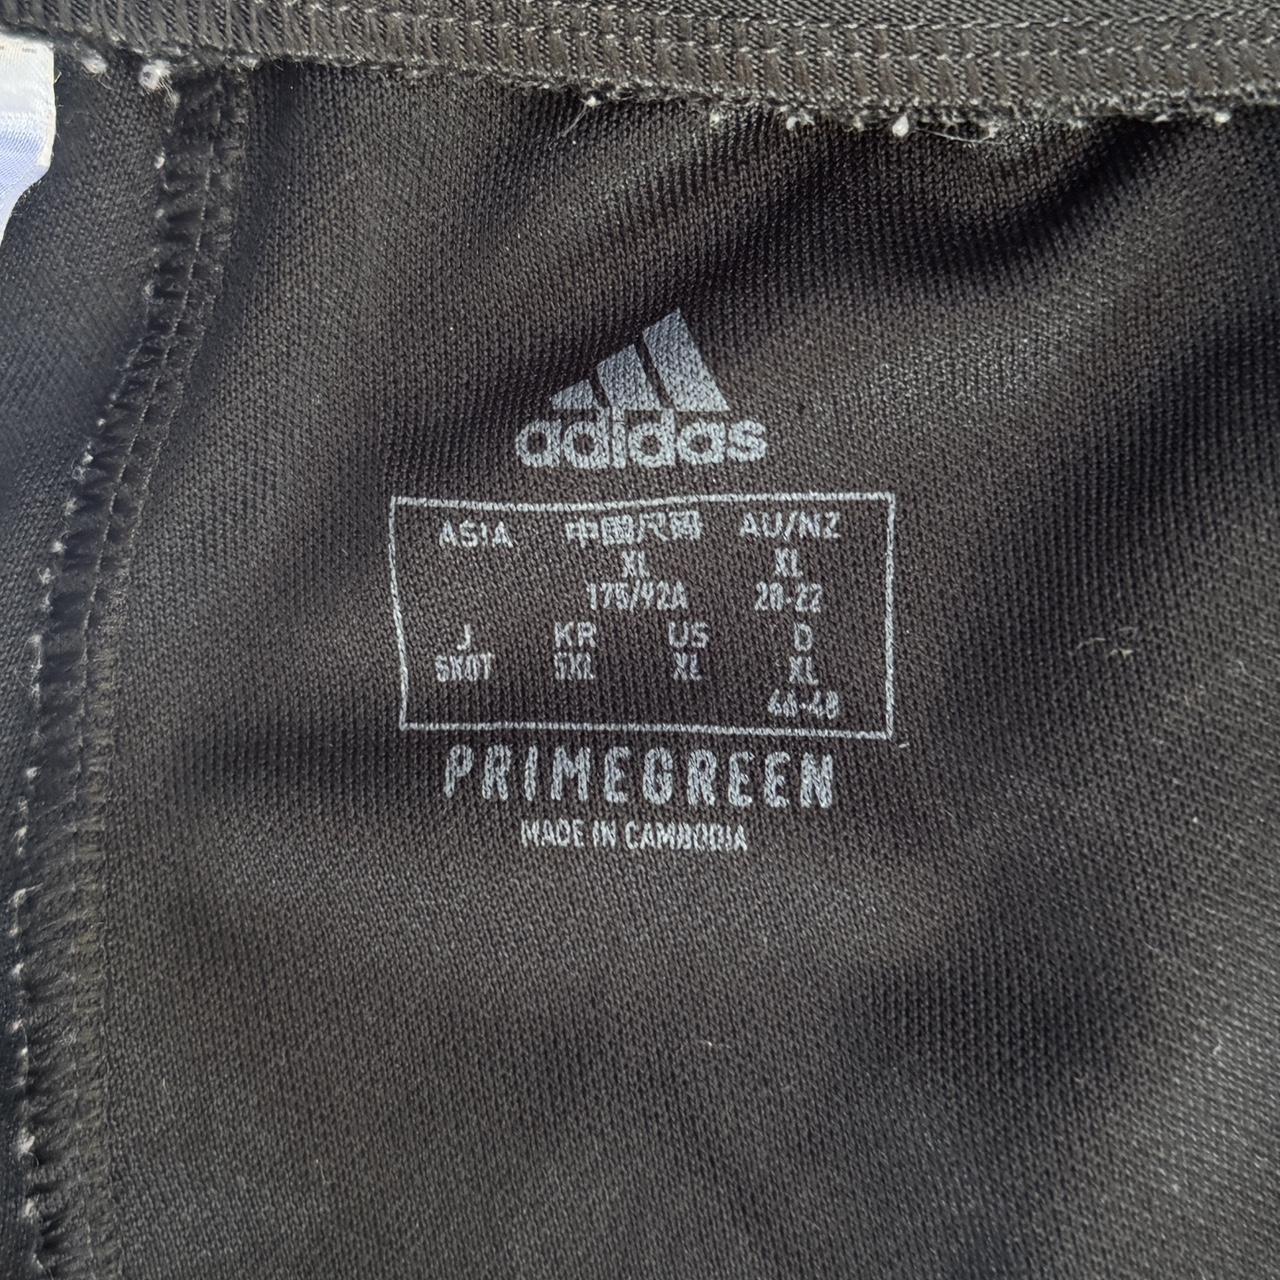 adidas
ASIA 中国尺码 AU/NZ
XL XL
175/92A 20-22
J KR US D
5XOT 5XL XL XL
46-48
PRIMEGREEN
MADE IN CAMBODIA